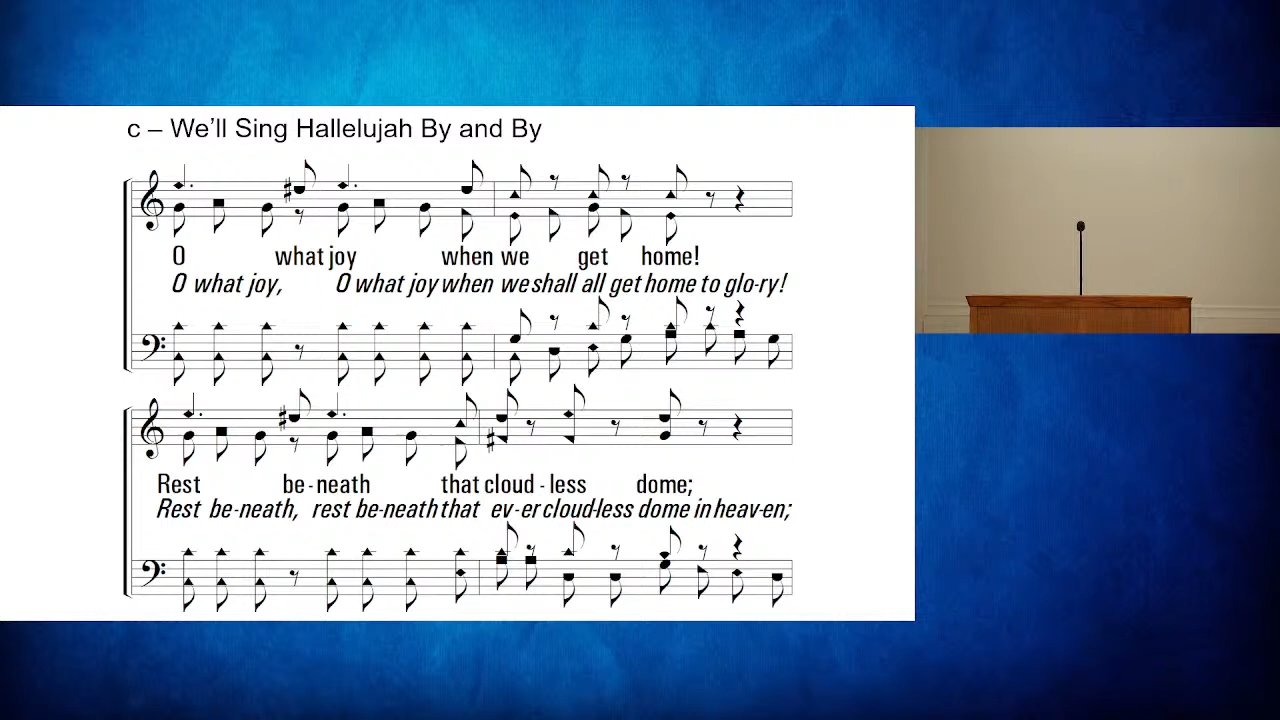 c – We’ll Sing Hallelujah By and By
O what joy when we get home!
O what joy, O what joy when we shall all get home to glo-ry!
Rest be-neath that cloud-less dome;
Rest be-neath, rest be-neath that ev-er cloud-less dome in heav-en;